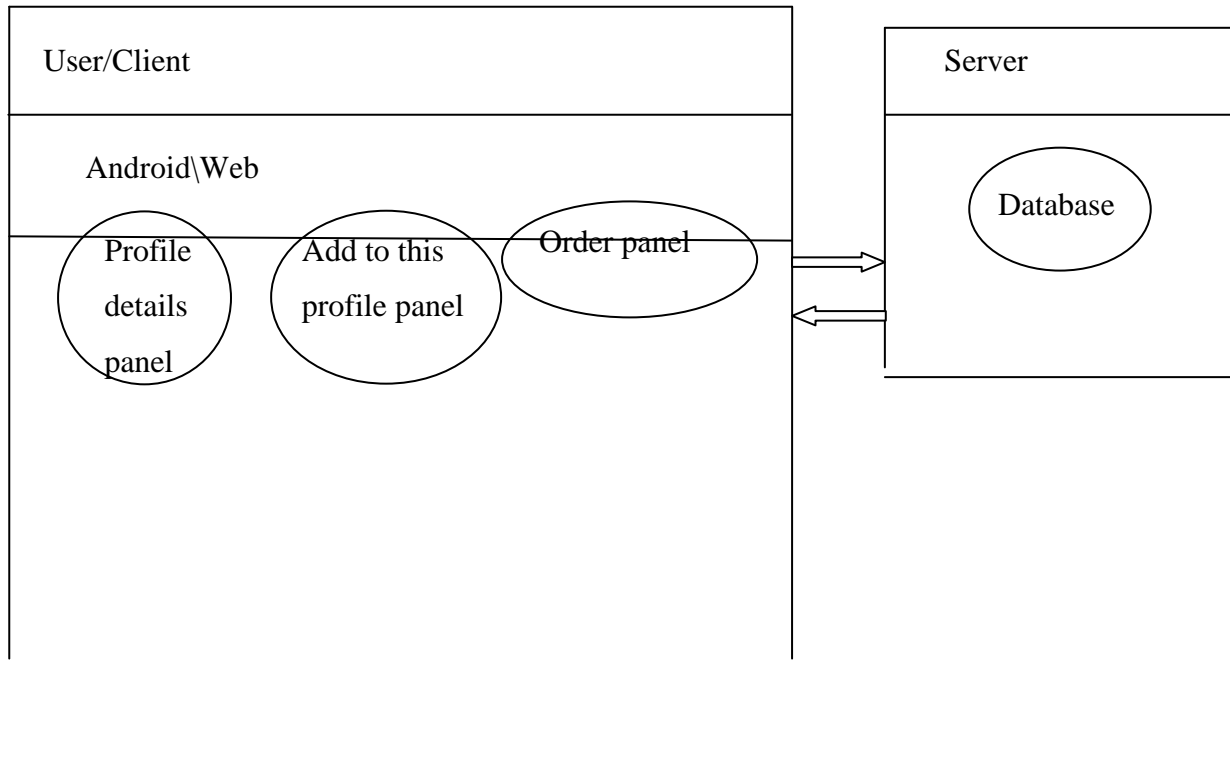 User/Client
Server
Android\Web
Database
Profile
details
panel
Add to this
profile panel
Order panel